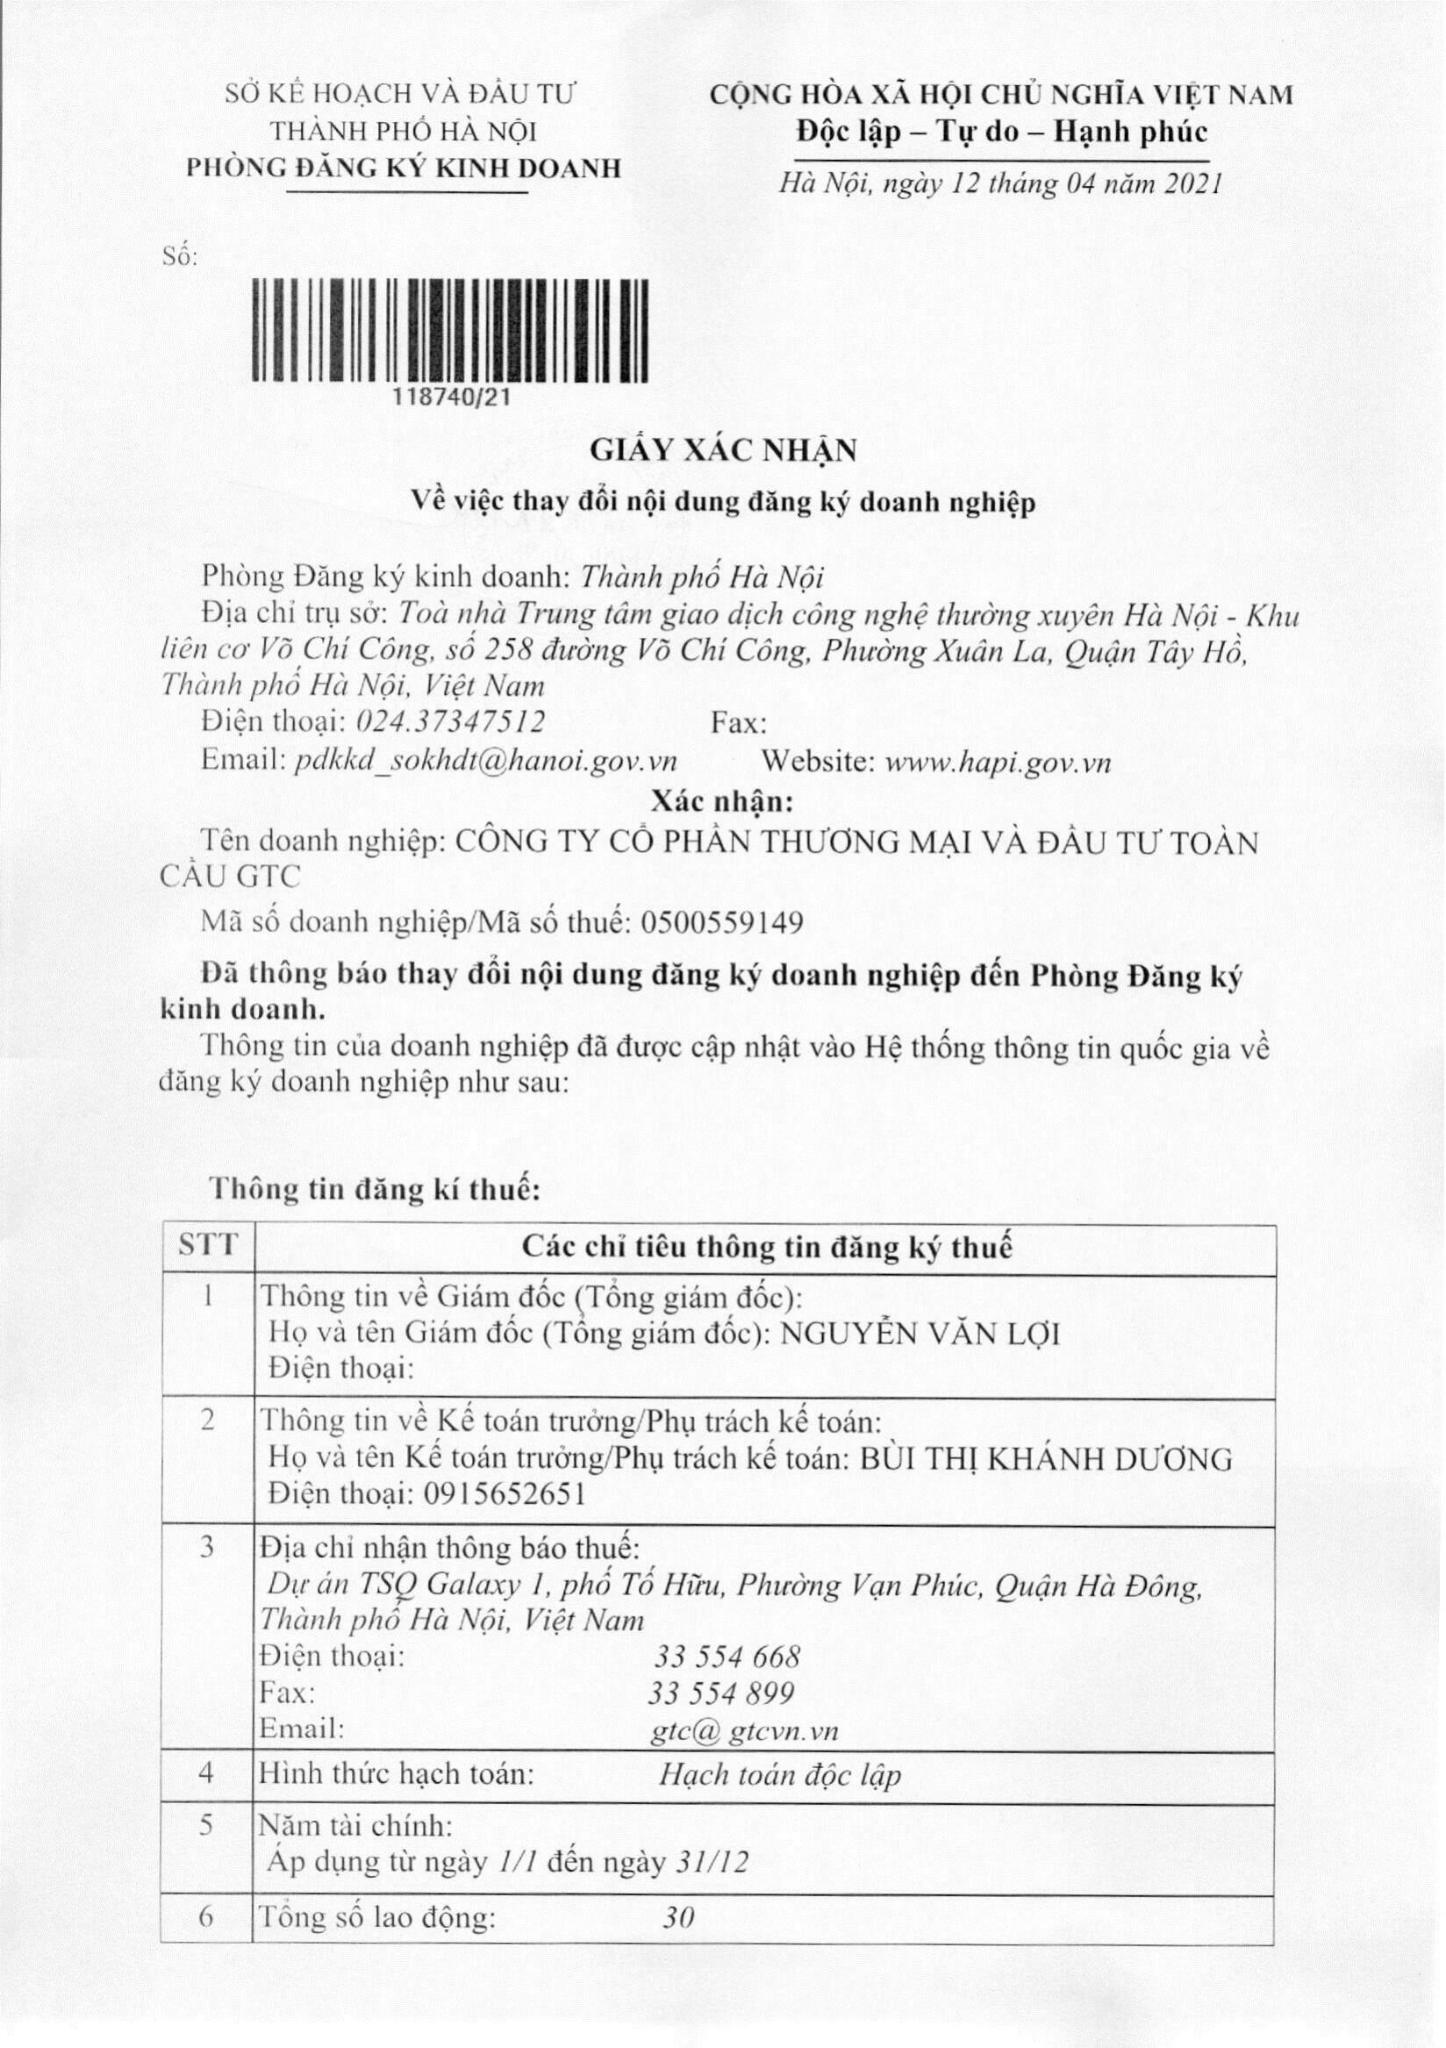 SỞ KẾ HOẠCH VÀ ĐẦU TƯ
THÀNH PHỐ HÀ NỘI
PHÒNG ĐĂNG KÝ KINH DOANH
CỘNG HÒA XÃ HỘI CHỦ NGHĨA VIỆT NAM
Độc lập – Tự do – Hạnh phúc
Hà Nội, ngày 12 tháng 04 năm 2021
Số:
118740/21
GIẤY XÁC NHẬN
Về việc thay đổi nội dung đăng ký doanh nghiệp
Phòng Đăng ký kinh doanh: Thành phố Hà Nội
Địa chỉ trụ sở: Toà nhà Trung tâm giao dịch công nghệ thường xuyên Hà Nội - Khu
liên cơ Võ Chí Công, số 258 đường Võ Chí Công, Phường Xuân La, Quận Tây Hồ,
Thành phố Hà Nội, Việt Nam
Điện thoại: 024.37347512 Fax:
Email: pdkkd_sokhdt@hanoi.gov.vn Website: www.hapi.gov.vn
Xác nhận:
Tên doanh nghiệp: CÔNG TY CỔ PHẦN THƯƠNG MẠI VÀ ĐẦU TƯ TOÀN
CẦU GTC
Mã số doanh nghiệp/Mã số thuế: 0500559149
Đã thông báo thay đổi nội dung đăng ký doanh nghiệp đến Phòng Đăng ký
kinh doanh.
Thông tin của doanh nghiệp đã được cập nhật vào Hệ thống thông tin quốc gia về
đăng ký doanh nghiệp như sau:
Thông tin đăng kí thuế:
STT Các chỉ tiêu thông tin đăng ký thuế
1 Thông tin về Giám đốc (Tổng giám đốc):
Họ và tên Giám đốc (Tổng giám đốc): NGUYỄN VĂN LỢI
Điện thoại:
2 Thông tin về Kế toán trưởng/Phụ trách kế toán:
Họ và tên Kế toán trưởng/Phụ trách kế toán: BÙI THỊ KHÁNH DƯƠNG
Điện thoại: 0915652651
3 Địa chỉ nhận thông báo thuế:
Dự án TSQ Galaxy 1, phố Tố Hữu, Phường Vạn Phúc, Quận Hà Đông,
Thành phố Hà Nội, Việt Nam
Điện thoại: 33 554 668
Fax: 33 554 899
Email: gtc@ gtcvn.vn
4 Hình thức hạch toán: Hạch toán độc lập
5 Năm tài chính:
Áp dụng từ ngày 1/1 đến ngày 31/12
6 Tổng số lao động: 30